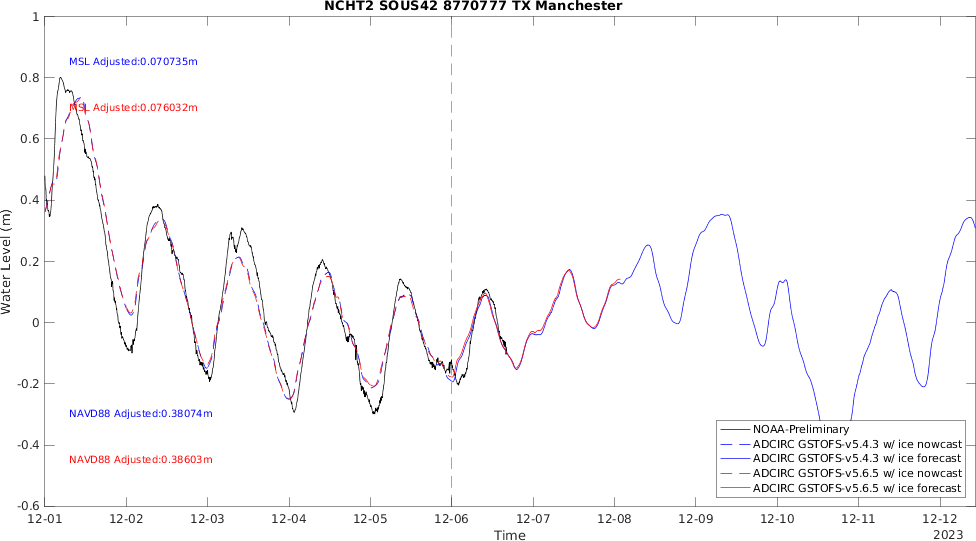 NCHT2 SOUS42 8770777 TX Manchester
1
0.8
0.6
0.4
0.2
0
-0.2
-0.4
-0.6
Water Level (m)
MSL Adjusted:0.070735m
MSL Adjusted:0.076032m
NAVD88 Adjusted:0.38074m
NAVD88 Adjusted:0.38603m
NOAA-Preliminary
ADCIRC GSTOFS-v5.4.3 w/ ice nowcast
ADCIRC GSTOFS-v5.4.3 w/ ice forecast
ADCIRC GSTOFS-v5.6.5 w/ ice nowcast
ADCIRC GSTOFS-v5.6.5 w/ ice forecast
12-01 12-02 12-03 12-04 12-05 12-06 12-07 12-08 12-09 12-10 12-11 12-12
Time
2023